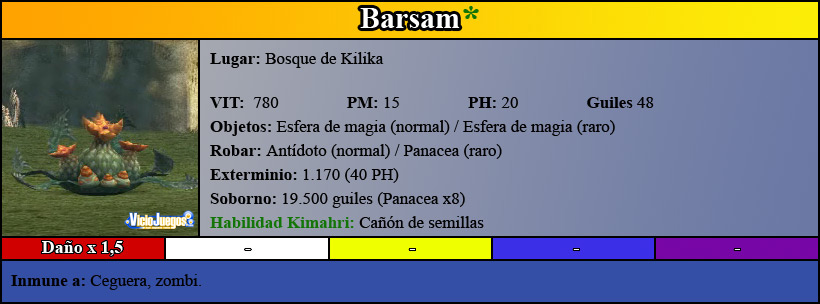 Barsam*
Lugar: Bosque de Kilika
VIT: 780 PM: 15 PH: 20 Guiles 48
Objetos: Esfera de magia (normal) / Esfera de magia (raro)
Robar: Antídoto (normal) / Panacea (raro)
Exterminio: 1.170 (40 PH)
Soborno: 19.500 guiles (Panacea x8)
Habilidad Kimahri: Cañón de semillas
VicioJuegos
Daño x 1,5 - - - -
Inmune a: Ceguera, zombi.